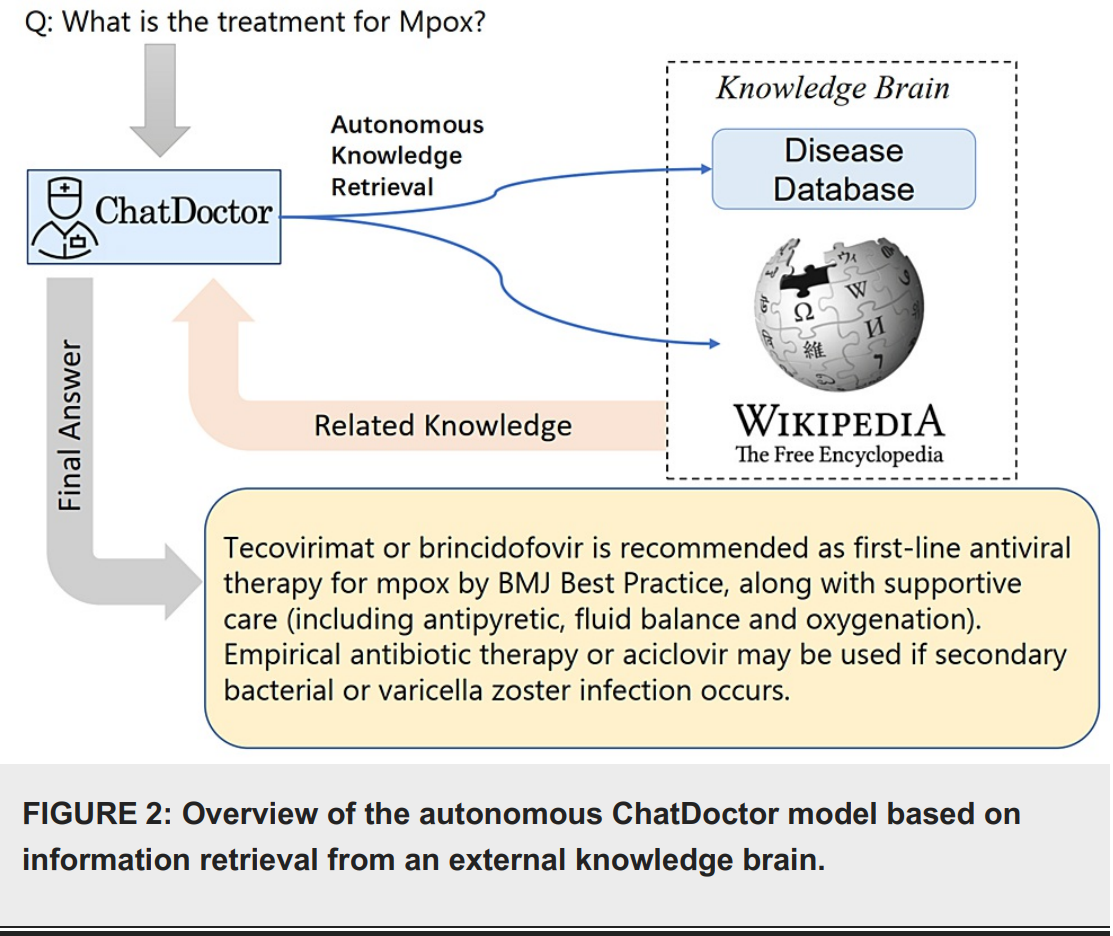 Q: What is the treatment for Mpox?
Autonomous
Knowledge
Retrieval
Knowledge Brain
Disease
Database
ChatDoctor
Ω
W
И
維
WIKIPEDIA
The Free Encyclopedia
Related Knowledge
Final Answer
Tecovirimat or brincidofovir is recommended as first-line antiviral
therapy for mpox by BMJ Best Practice, along with supportive
care (including antipyretic, fluid balance and oxygenation).
Empirical antibiotic therapy or aciclovir may be used if secondary
bacterial or varicella zoster infection occurs.
FIGURE 2: Overview of the autonomous ChatDoctor model based on
information retrieval from an external knowledge brain.